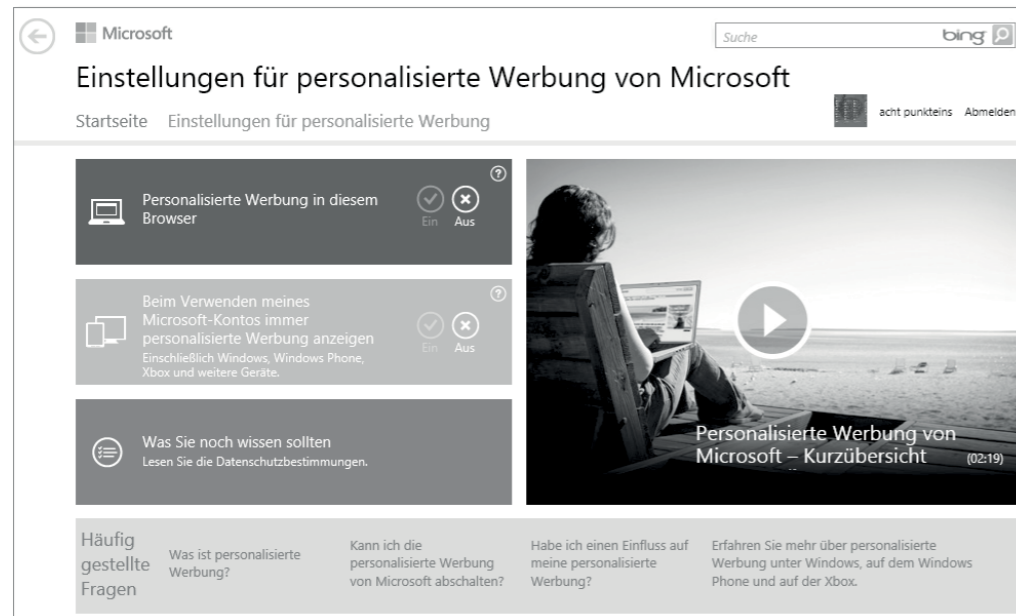 Microsoft
Suche
bing
Einstellungen für personalisierte Werbung von Microsoft
acht punkteins Abmelden
Startseite Einstellungen für personalisierte Werbung
Personalisierte Werbung in diesem
Browser
Ein Aus
Beim Verwenden meines
Microsoft-Kontos immer
personalisierte Werbung anzeigen
Einschließlich Windows, Windows Phone,
Xbox und weitere Geräte.
Ein Aus
Was Sie noch wissen sollten
Lesen Sie die Datenschutzbestimmungen.
Personalisierte Werbung von
Microsoft – Kurzübersicht
(02:19)
Häufig
gestellte
Fragen
Was ist personalisierte
Werbung?
Kann ich die
personalisierte Werbung
von Microsoft abschalten?
Habe ich einen Einfluss auf
meine personalisierte
Werbung?
Erfahren Sie mehr über personalisierte
Werbung unter Windows, auf dem Windows
Phone und auf der Xbox.